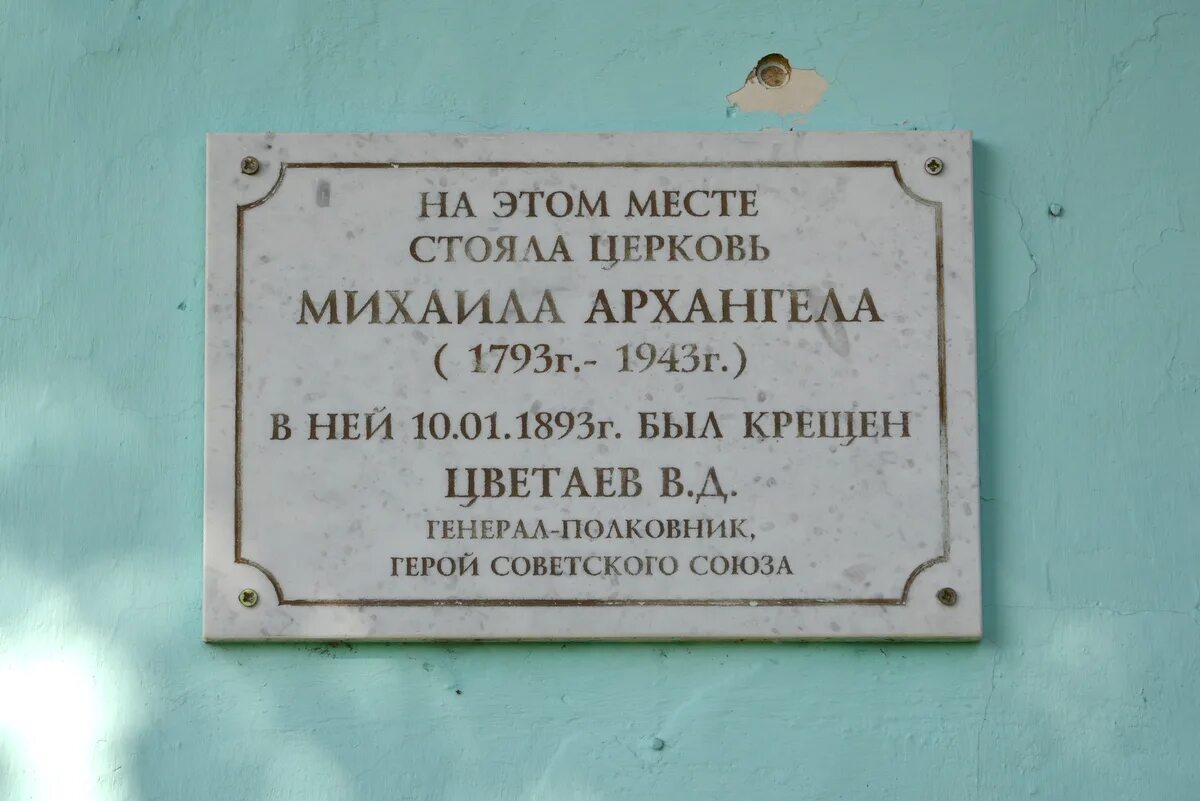 НА ЭТОМ МЕСТЕ
СТОЯЛА ЦЕРКОВЬ
МИХАИЛА АРХАНГЕЛА
( 1793г.- 1943г.)
В НЕЙ 10.01.1893г. БЫЛ КРЕЩЕН
ЦВЕТАЕВ В.Д.
ГЕНЕРАЛ-ПОЛКОВНИК,
ГЕРОЙ СОВЕТСКОГО СОЮЗА